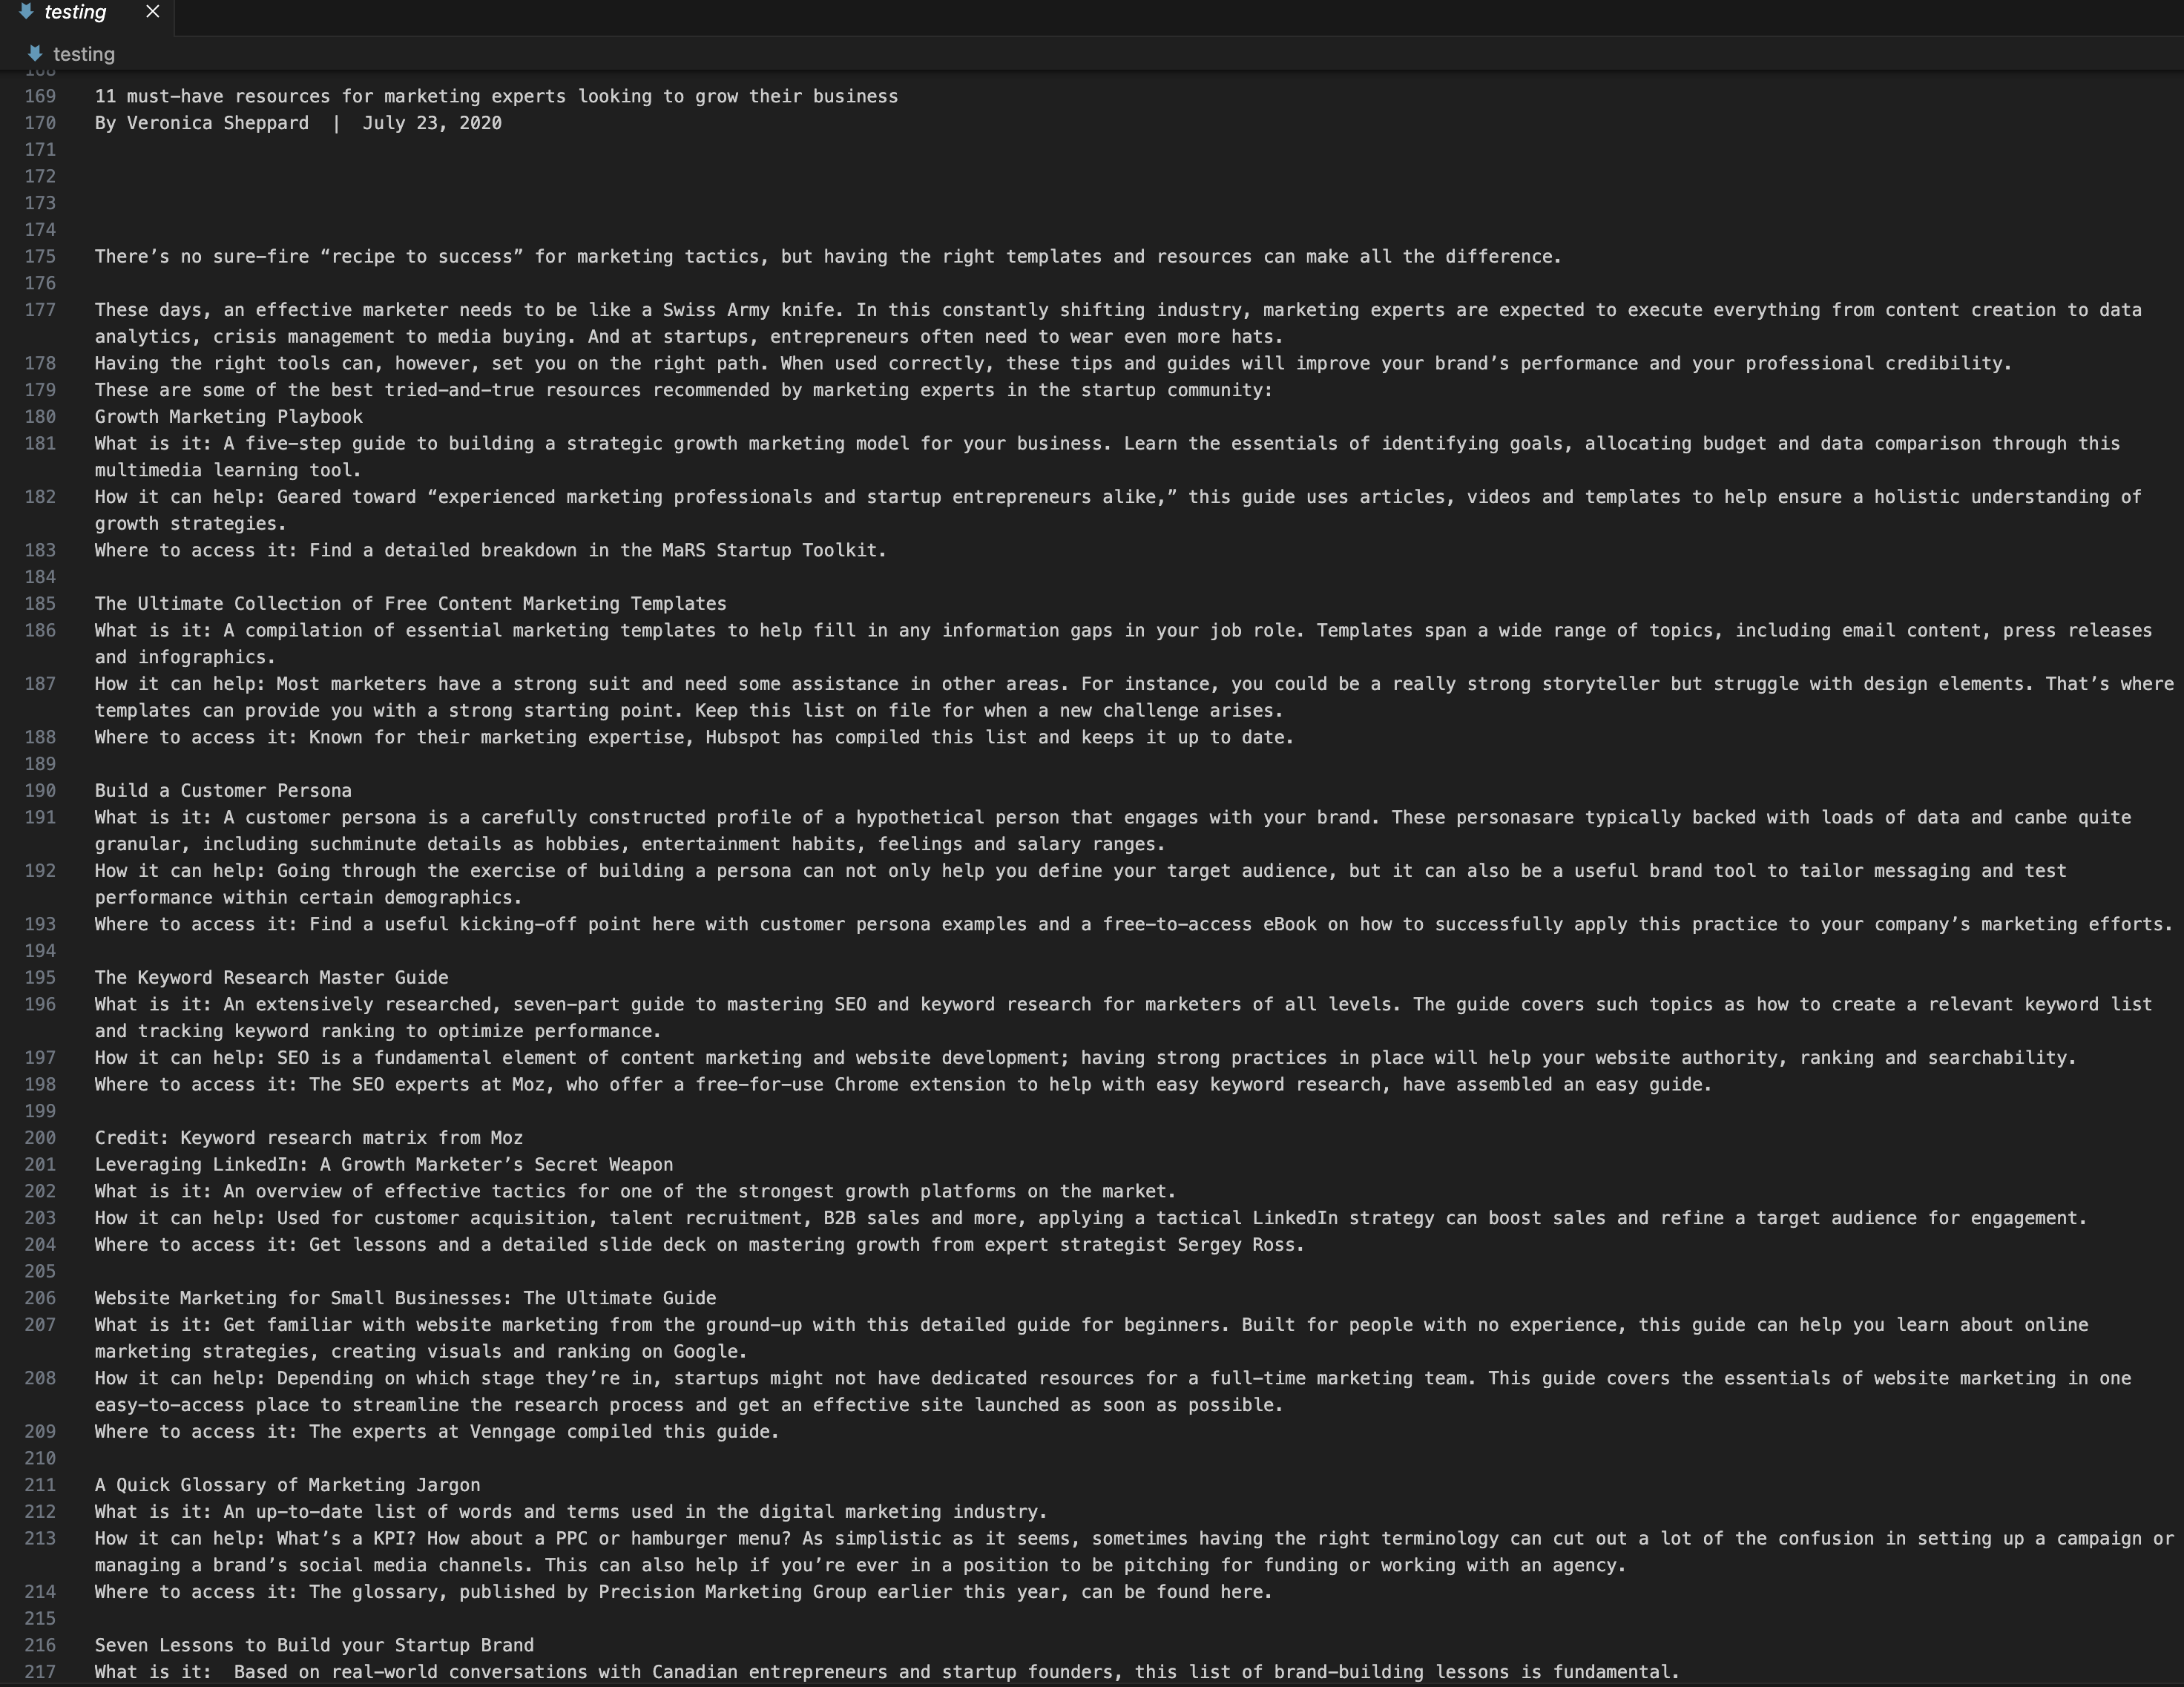 testing
testing
169 11 must-have resources for marketing experts looking to grow their business
170 By Veronica Sheppard  |  July 23, 2020
171
172
173
174
175 There’s no sure-fire “recipe to success” for marketing tactics, but having the right templates and resources can make all the difference.
176
177 These days, an effective marketer needs to be like a Swiss Army knife. In this constantly shifting industry, marketing experts are expected to execute everything from content creation to data
analytics, crisis management to media buying. And at startups, entrepreneurs often need to wear even more hats.
178 Having the right tools can, however, set you on the right path. When used correctly, these tips and guides will improve your brand’s performance and your professional credibility.
179 These are some of the best tried-and-true resources recommended by marketing experts in the startup community:
180 Growth Marketing Playbook
181 What is it: A five-step guide to building a strategic growth marketing model for your business. Learn the essentials of identifying goals, allocating budget and data comparison through this
multimedia learning tool.
182 How it can help: Geared toward “experienced marketing professionals and startup entrepreneurs alike,” this guide uses articles, videos and templates to help ensure a holistic understanding of
growth strategies.
183 Where to access it: Find a detailed breakdown in the MaRS Startup Toolkit.
184
185 The Ultimate Collection of Free Content Marketing Templates
186 What is it: A compilation of essential marketing templates to help fill in any information gaps in your job role. Templates span a wide range of topics, including email content, press releases
and infographics.
187 How it can help: Most marketers have a strong suit and need some assistance in other areas. For instance, you could be a really strong storyteller but struggle with design elements. That’s where
templates can provide you with a strong starting point. Keep this list on file for when a new challenge arises.
188 Where to access it: Known for their marketing expertise, Hubspot has compiled this list and keeps it up to date.
189
190 Build a Customer Persona
191 What is it: A customer persona is a carefully constructed profile of a hypothetical person that engages with your brand. These personasare typically backed with loads of data and canbe quite
granular, including suchminute details as hobbies, entertainment habits, feelings and salary ranges.
192 How it can help: Going through the exercise of building a persona can not only help you define your target audience, but it can also be a useful brand tool to tailor messaging and test
performance within certain demographics.
193 Where to access it: Find a useful kicking-off point here with customer persona examples and a free-to-access eBook on how to successfully apply this practice to your company’s marketing efforts.
194
195 The Keyword Research Master Guide
196 What is it: An extensively researched, seven-part guide to mastering SEO and keyword research for marketers of all levels. The guide covers such topics as how to create a relevant keyword list
and tracking keyword ranking to optimize performance.
197 How it can help: SEO is a fundamental element of content marketing and website development; having strong practices in place will help your website authority, ranking and searchability.
198 Where to access it: The SEO experts at Moz, who offer a free-for-use Chrome extension to help with easy keyword research, have assembled an easy guide.
199
200 Credit: Keyword research matrix from Moz
201 Leveraging LinkedIn: A Growth Marketer’s Secret Weapon
202 What is it: An overview of effective tactics for one of the strongest growth platforms on the market.
203 How it can help: Used for customer acquisition, talent recruitment, B2B sales and more, applying a tactical LinkedIn strategy can boost sales and refine a target audience for engagement.
204 Where to access it: Get lessons and a detailed slide deck on mastering growth from expert strategist Sergey Ross.
205
206 Website Marketing for Small Businesses: The Ultimate Guide
207 What is it: Get familiar with website marketing from the ground-up with this detailed guide for beginners. Built for people with no experience, this guide can help you learn about online
marketing strategies, creating visuals and ranking on Google.
208 How it can help: Depending on which stage they’re in, startups might not have dedicated resources for a full-time marketing team. This guide covers the essentials of website marketing in one
easy-to-access place to streamline the research process and get an effective site launched as soon as possible.
209 Where to access it: The experts at Venngage compiled this guide.
210
211 A Quick Glossary of Marketing Jargon
212 What is it: An up-to-date list of words and terms used in the digital marketing industry.
213 How it can help: What’s a KPI? How about a PPC or hamburger menu? As simplistic as it seems, sometimes having the right terminology can cut out a lot of the confusion in setting up a campaign or
managing a brand’s social media channels. This can also help if you’re ever in a position to be pitching for funding or working with an agency.
214 Where to access it: The glossary, published by Precision Marketing Group earlier this year, can be found here.
215
216 Seven Lessons to Build your Startup Brand
217 What is it:  Based on real-world conversations with Canadian entrepreneurs and startup founders, this list of brand-building lessons is fundamental.